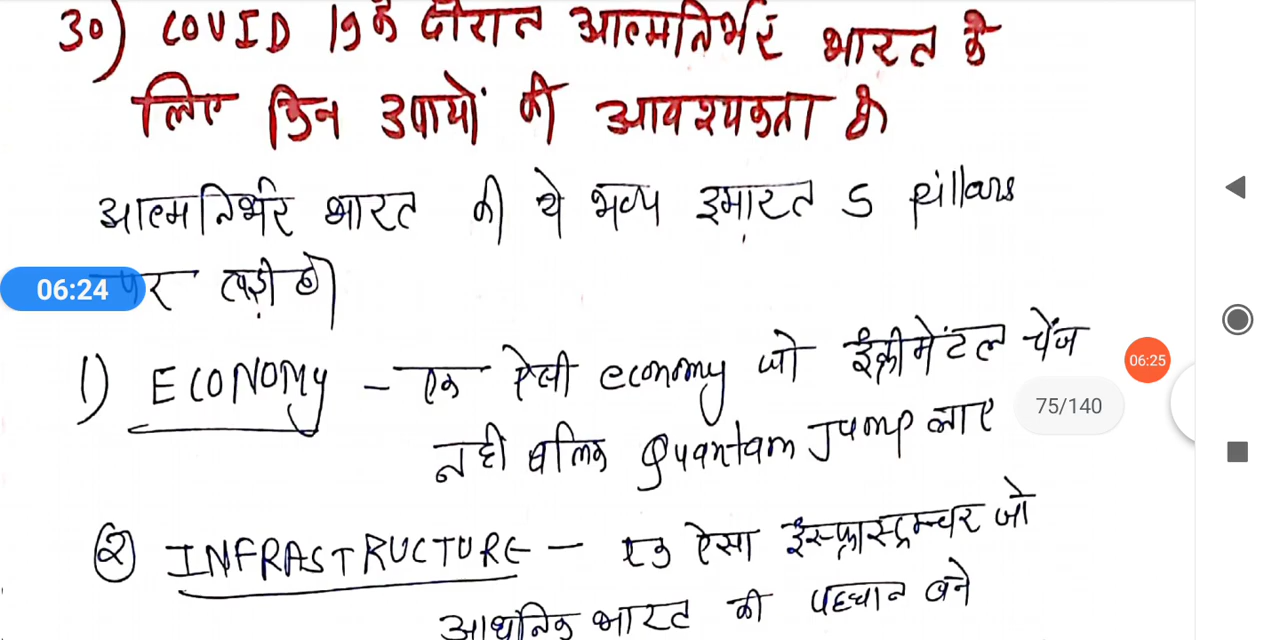 30) COVID 19 के दौरान आत्मनिर्भर भारत के
लिए किन उपायों की आवश्यकता है
आत्मनिर्भर भारत की ये भव्य इमारत 5 pillars
पर खड़ी है।
06:24
1) ECONOMY – एक ऐसी economy जो इंक्रीमेंटल चेंज
06:25
75/140
नही बल्कि Quantam Jump लाए
② INFRASTRUCTURE – एक ऐसा इंस्फ्रास्ट्रक्चर जो
आधुनिक भारत की पहचान बने